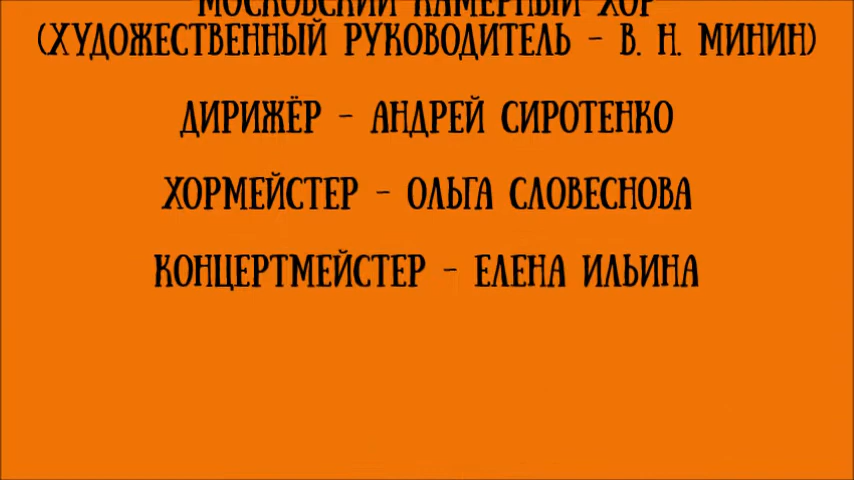 МОСКОВСКИЙ КАМЕРНЫЙ ХОР
(ХУДОЖЕСТВЕННЫЙ РУКОВОДИТЕЛЬ - В. Н. МИНИН)
ДИРИЖЁР - АНДРЕЙ СИРОТЕНКО
ХОРМЕЙСТЕР - ОЛЬГА СЛОВЕСНОВА
КОНЦЕРТМЕЙСТЕР - ЕЛЕНА ИЛЬИНА